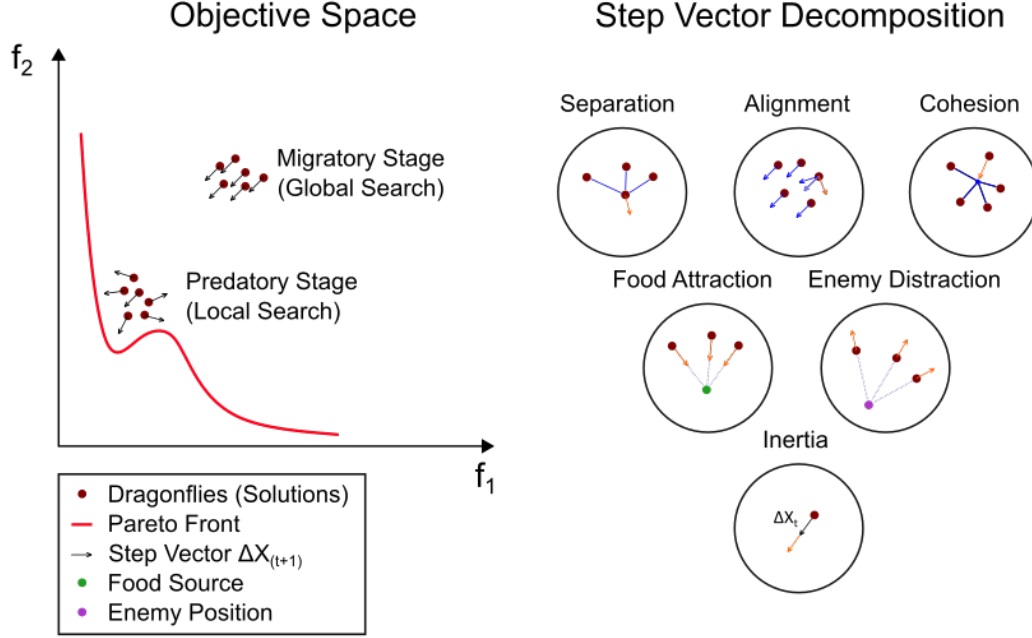 Objective Space
f₂
Migratory Stage
(Global Search)
Predatory Stage
(Local Search)
f₁
Dragonflies (Solutions)
Pareto Front
Step Vector ΔX₍ₜ₊₁₎
Food Source
Enemy Position
Step Vector Decomposition
Separation
Alignment
Cohesion
Food Attraction
Enemy Distraction
Inertia
ΔXₜ